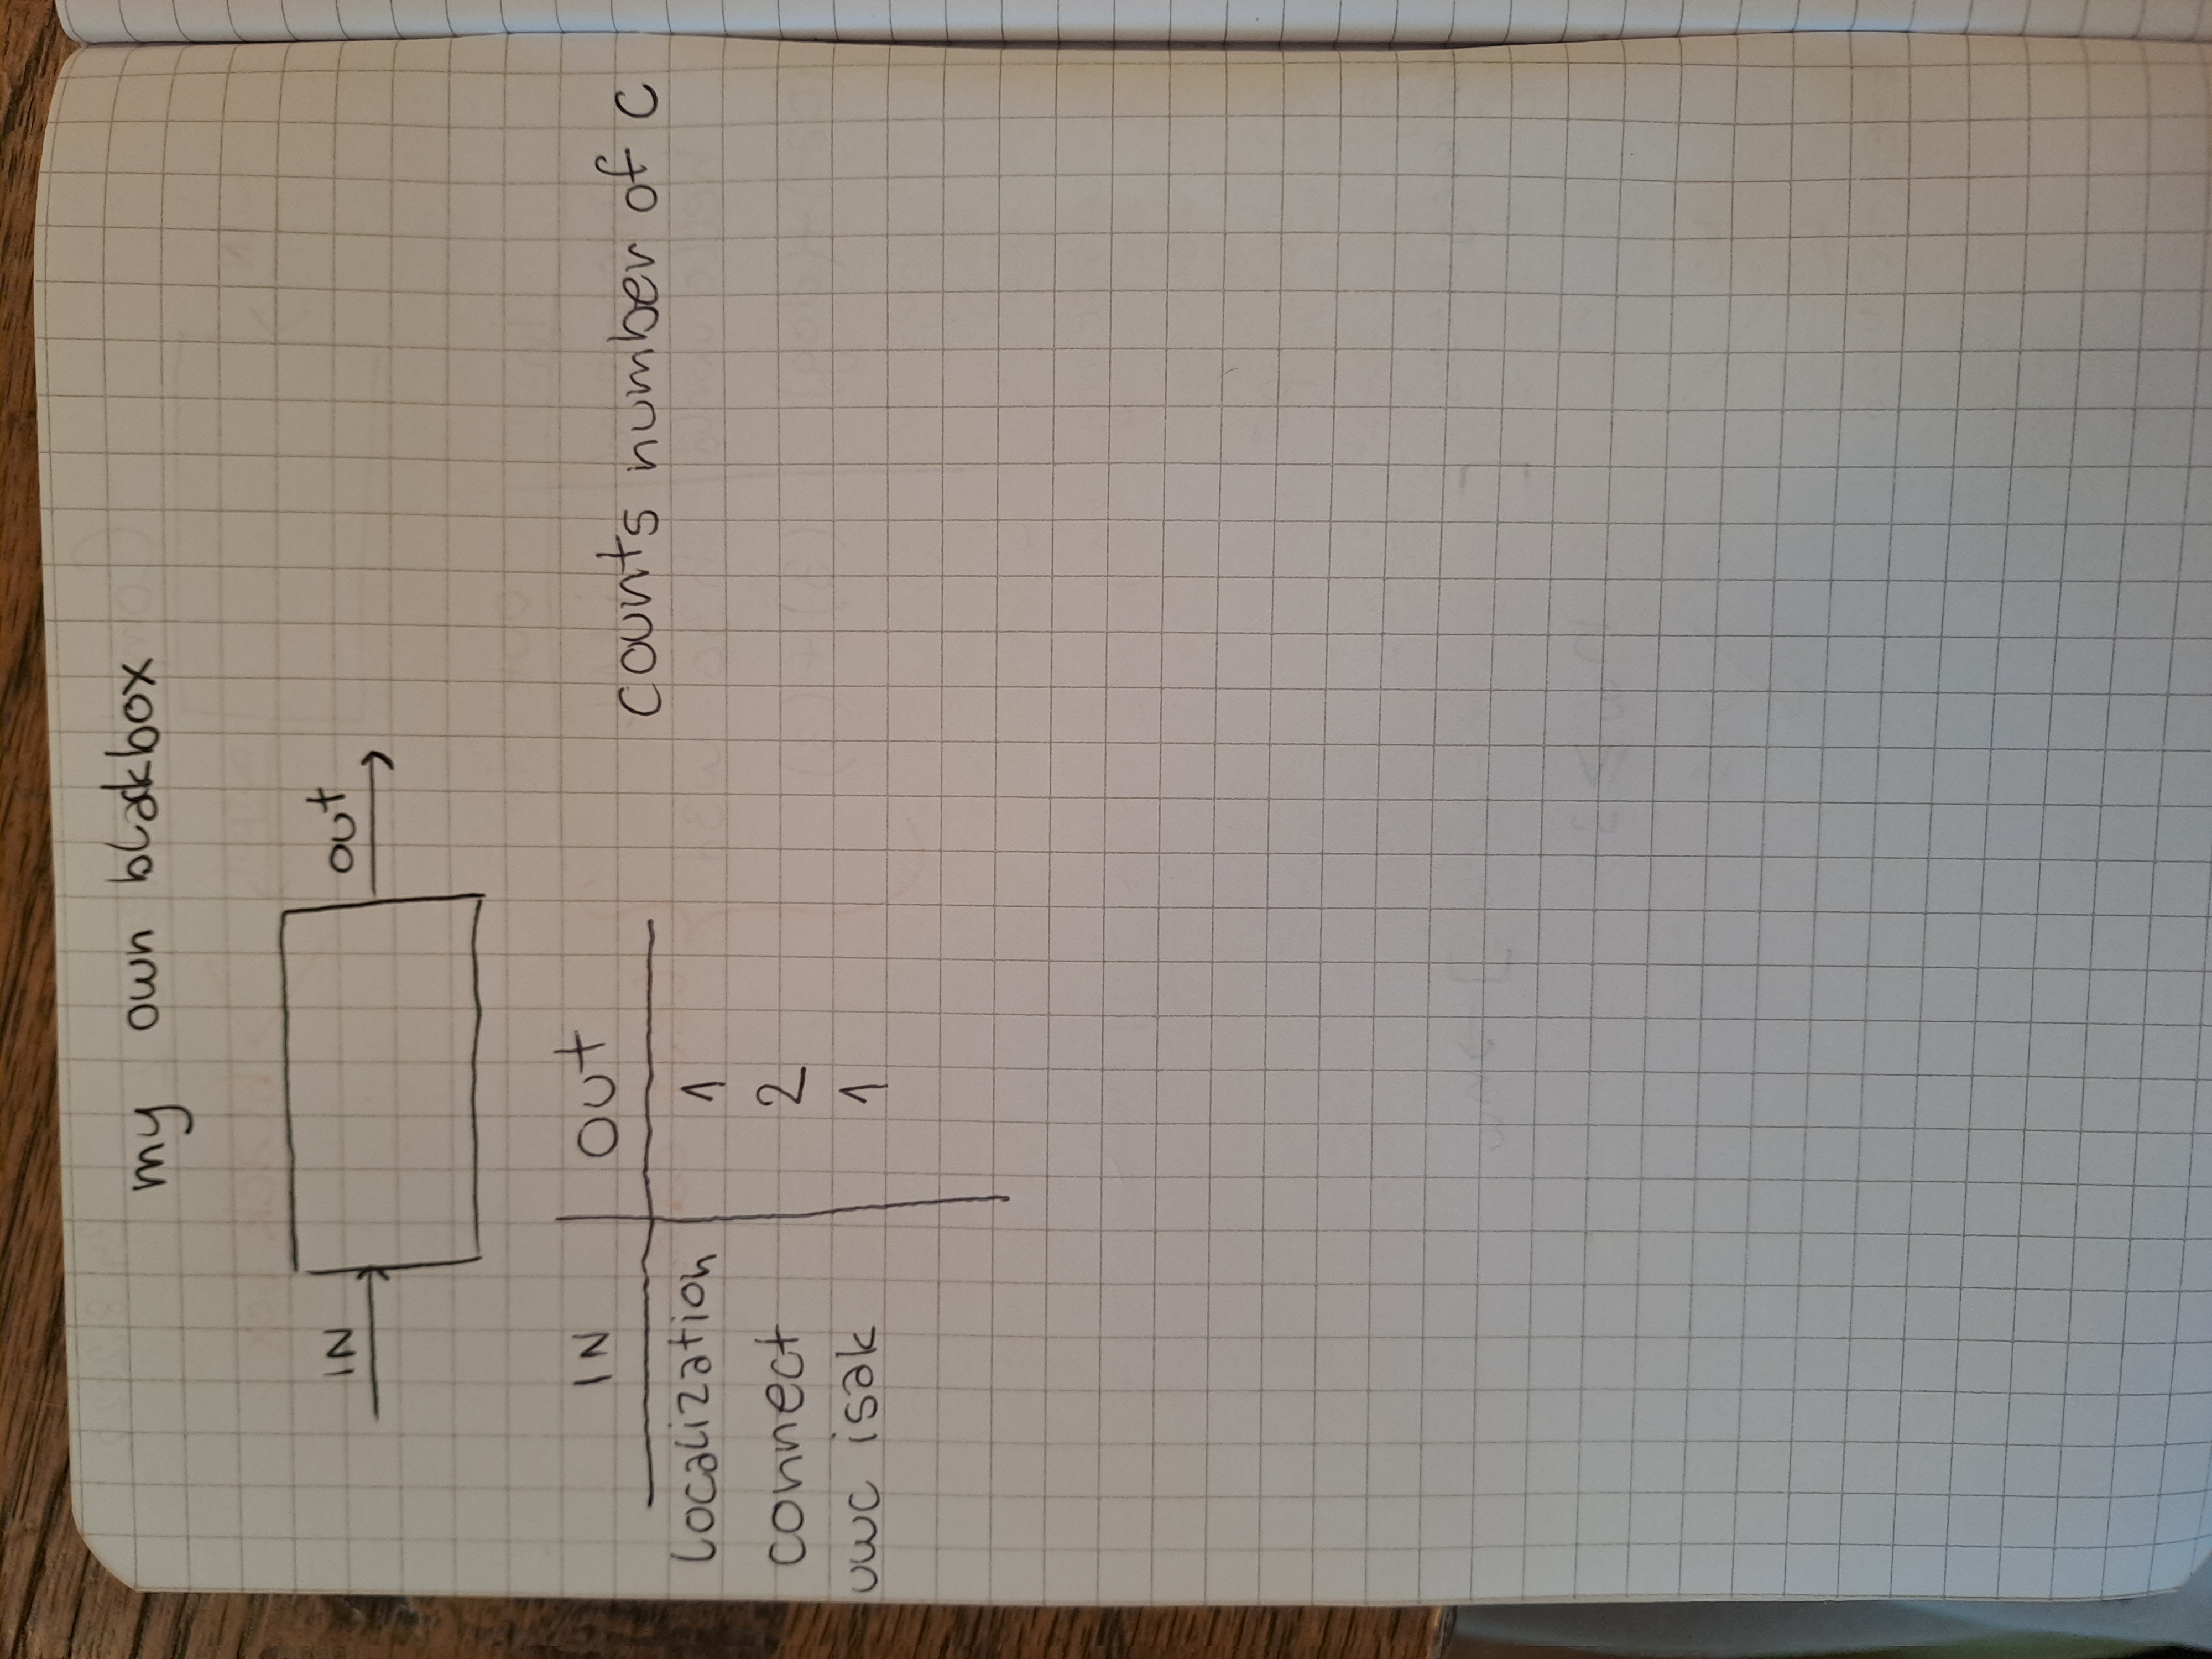 my own blackbox
IN
out
IN out
counts number of c
localization 1
connect 2
uwc isak 1